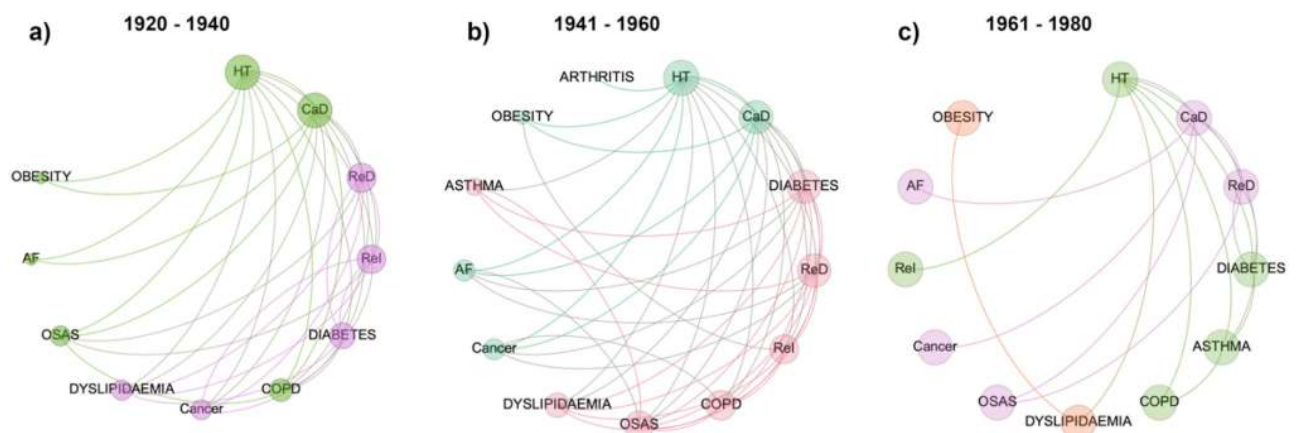 a)
1920 - 1940
HT
CaD
ReD
OBESITY
AF
ReI
OSAS
DIABETES
DYSLIPIDAEMIA
COPD
Cancer
b)
1941 - 1960
ARTHRITIS
HT
OBESITY
CaD
ASTHMA
DIABETES
AF
ReD
Cancer
ReI
DYSLIPIDAEMIA
COPD
OSAS
c)
1961 - 1980
HT
OBESITY
CaD
AF
ReD
ReI
DIABETES
Cancer
ASTHMA
OSAS
COPD
DYSLIPIDAEMIA